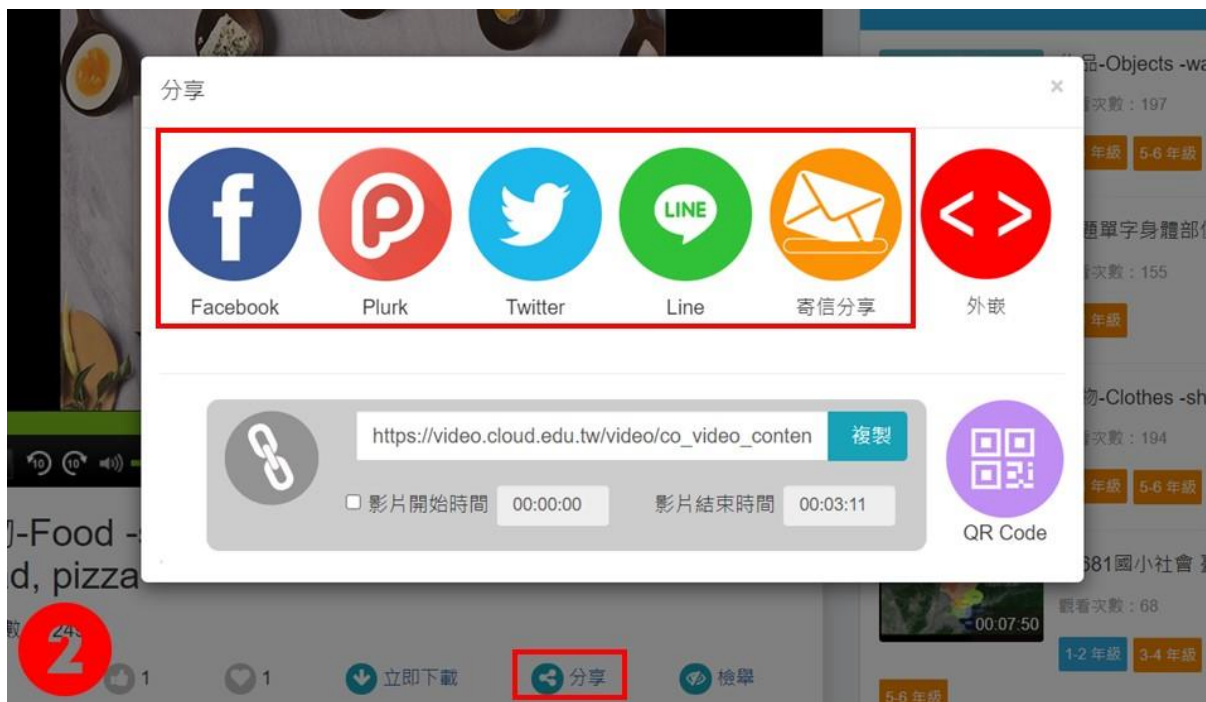 分享
×
LINE
Facebook
Plurk
Twitter
Line
寄信分享
外嵌
https://video.cloud.edu.tw/video/co_video_conten
複製
影片開始時間
00:00:00
影片結束時間
00:03:11
QR Code
-Food -
d, pizza
2
1
1
立即下載
分享
檢舉
品-Objects -wa
次數：197
年級
5-6 年級
題單字身體部
次數：155
年級
物-Clothes -sh
次數：194
年級
5-6 年級
681國小社會
00:07:50
觀看次數：68
1-2 年級
3-4 年級
5-6 年級